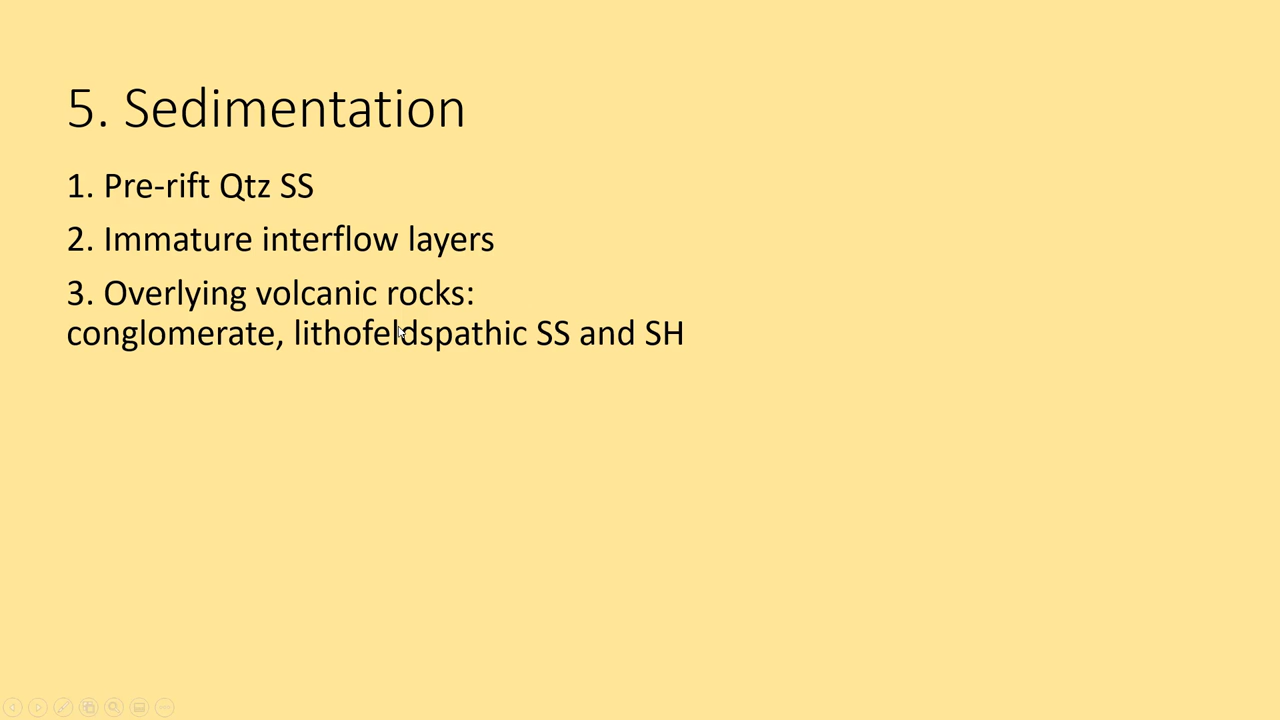 5. Sedimentation
1. Pre-rift Qtz SS
2. Immature interflow layers
3. Overlying volcanic rocks:
conglomerate, lithofeldspathic SS and SH